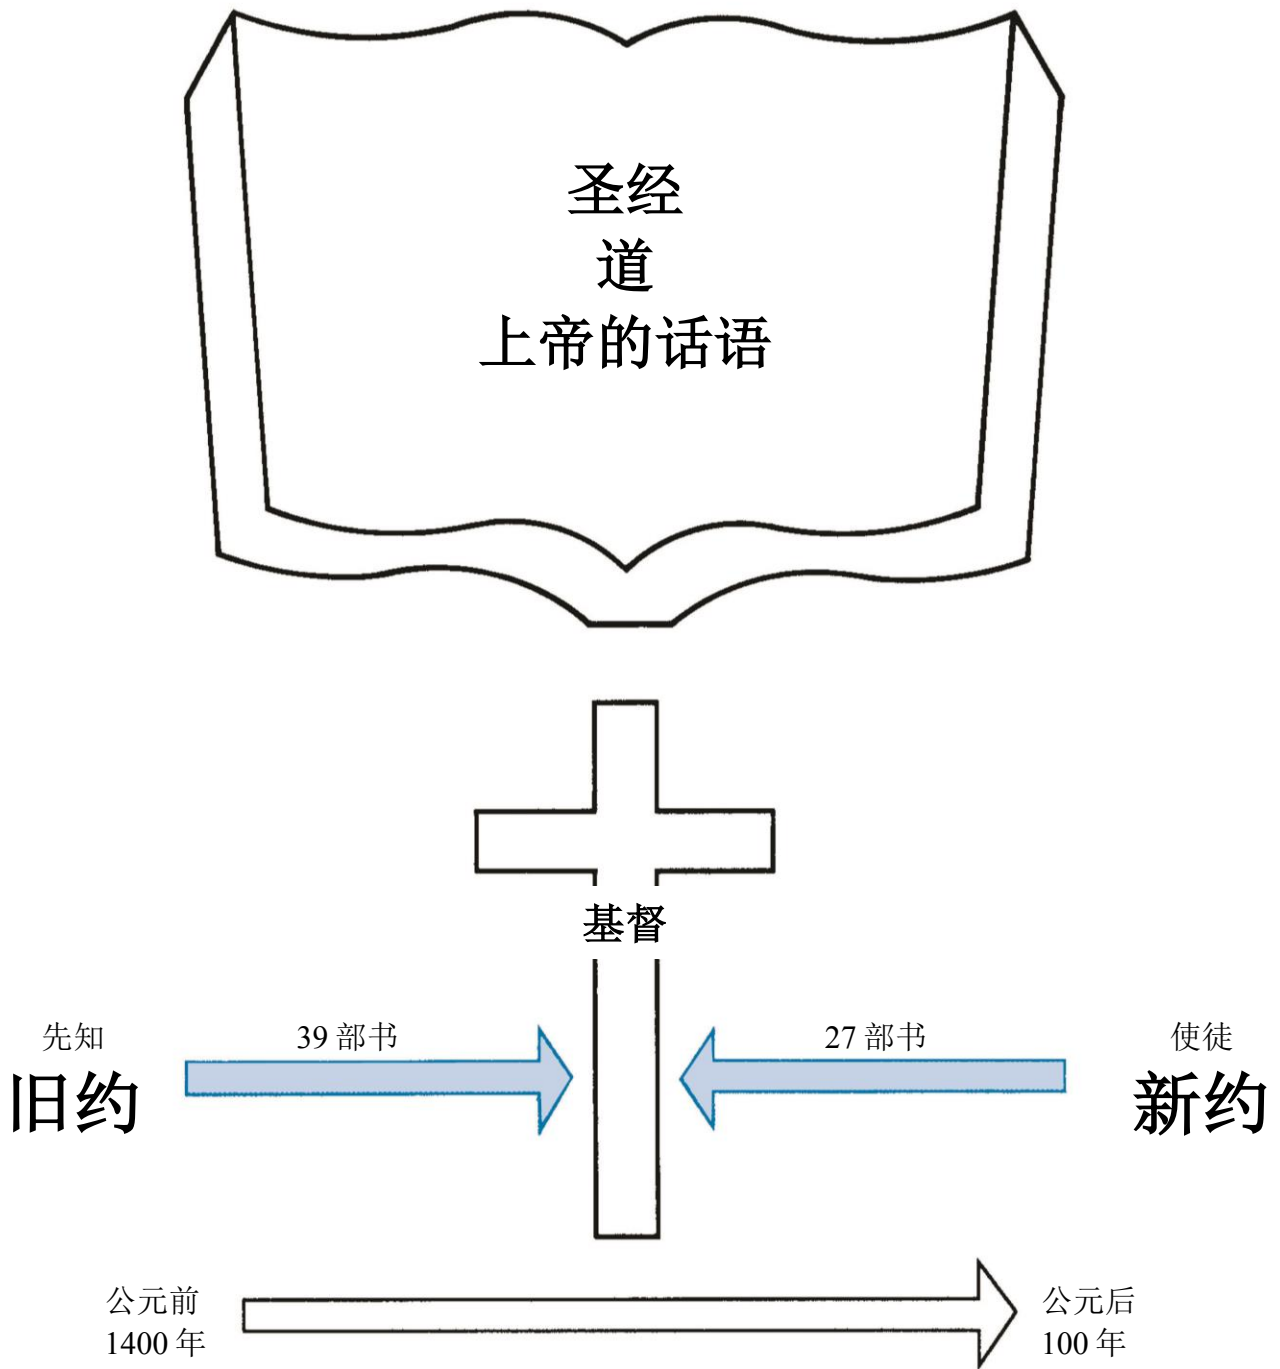 圣经
道
上帝的话语
基督
先知
39 部书
27 部书
使徒
旧约
新约
公元前
1400 年
公元后
100 年